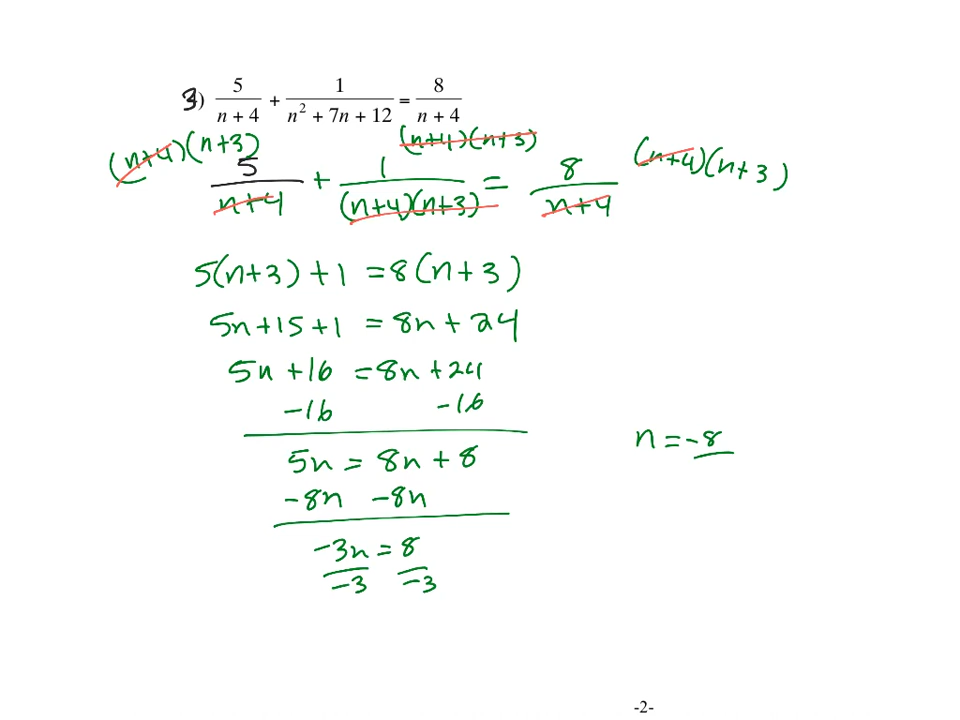 3) 5/(n + 4) + 1/(n² + 7n + 12) = 8/(n + 4)
(n+4)(n+3) (n+4)(n+3) (n+4)(n+3)
5/(n+4) + 1/((n+4)(n+3)) = 8/(n+4)
5(n+3) + 1 = 8(n+3)
5n+15+1 = 8n+24
5n+16 = 8n+24
-16 -16
5n = 8n+8
n = -8
-8n -8n
-3n = 8
-3 -3
-2-